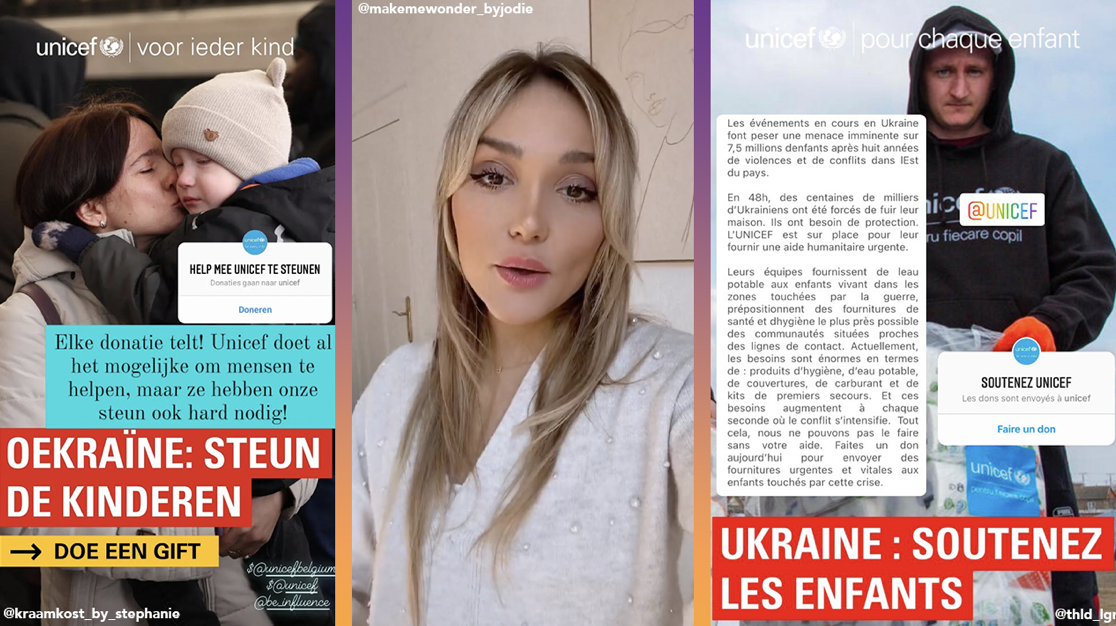 unicef | voor ieder kind
HELP MEE UNICEF TE STEUNEN
Donaties gaan naar unicef
Doneren
Elke donatie telt! Unicef doet al
het mogelijke om mensen te
helpen, maar ze hebben onze
steun ook hard nodig!
OEKRAÏNE: STEUN
DE KINDEREN
→ DOE EEN GIFT
$@unicefbelgium
$@unicef
@be_influence
@kraamkost_by_stephanie
@makemewonder_byjodie
unicef | pour chaque enfant
Les événements en cours en Ukraine
font peser une menace imminente sur
7,5 millions denfants après huit années
de violences et de conflits dans lEst
du pays.
En 48h, des centaines de milliers
d'Ukrainiens ont été forcés de fuir leur
maison. Ils ont besoin de protection.
L'UNICEF est sur place pour leur
fournir une aide humanitaire urgente.
Leurs équipes fournissent de leau
potable aux enfants vivant dans les
zones touchées par la guerre,
prépositionnent des fournitures de
santé et dhygiène le plus près possible
des communautés situées proches
des lignes de contact. Actuellement,
les besoins sont énormes en termes
de : produits d'hygiène, d'eau potable,
de couvertures, de carburant et de
kits de premiers secours. Et ces
besoins augmentent à chaque
seconde où le conflit s'intensifie. Tout
cela, nous ne pouvons pas le faire
sans votre aide. Faites un don
aujourd'hui pour envoyer des
fournitures urgentes et vitales aux
enfants touchés par cette crise.
@UNICEF
ru fiecare copil
SOUTENEZ UNICEF
Les dons sont envoyés à unicef
Faire un don
unicef
UKRAINE : SOUTENEZ
LES ENFANTS
@thld_lgr